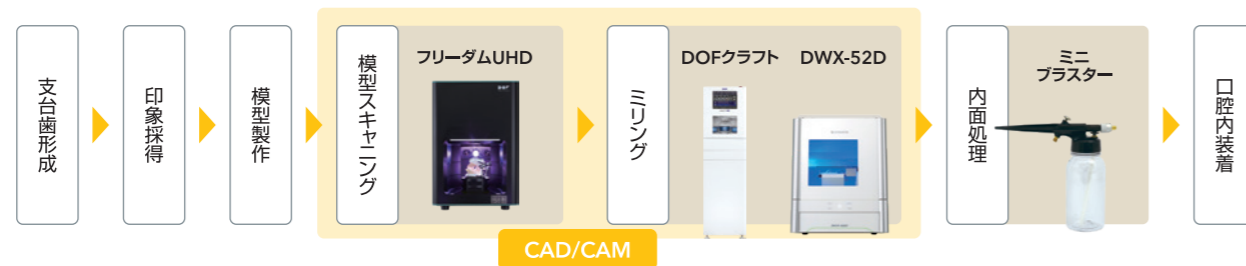 支台歯形成
印象採得
模型製作
模型スキャニング
フリーダムUHD
ミリング
DOFクラフト
DWX-52D
内面処理
ミニ
ブラスター
口腔内装着
CAD/CAM